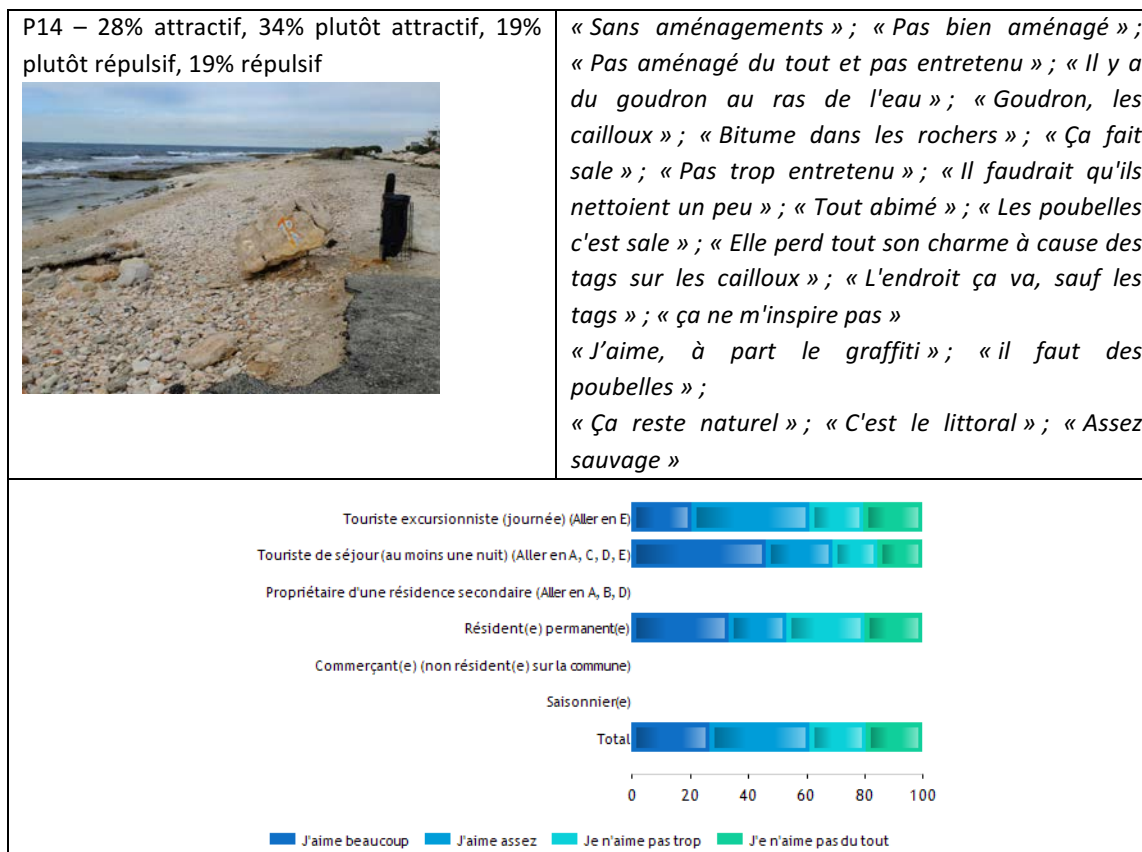 P14 – 28% attractif, 34% plutôt attractif, 19%
plutôt répulsif, 19% répulsif
« Sans aménagements » ; « Pas bien aménagé » ;
« Pas aménagé du tout et pas entretenu » ; « Il y a
du goudron au ras de l'eau » ; « Goudron, les
cailloux » ; « Bitume dans les rochers » ; « Ça fait
sale » ; « Pas trop entretenu » ; « Il faudrait qu'ils
nettoient un peu » ; « Tout abimé » ; « Les poubelles
c'est sale » ; « Elle perd tout son charme à cause des
tags sur les cailloux » ; « L'endroit ça va, sauf les
tags » ; « ça ne m'inspire pas »
« J’aime, à part le graffiti » ; « il faut des
poubelles » ;
« Ça reste naturel » ; « C'est le littoral » ; « Assez
sauvage »
Touriste excursionniste (journée) (Aller en E)
Touriste de séjour (au moins une nuit) (Aller en A, C, D, E)
Propriétaire d'une résidence secondaire (Aller en A, B, D)
Résident(e) permanent(e)
Commerçant(e) (non résident(e) sur la commune)
Saisonnier(e)
Total
0 20 40 60 80 100
J'aime beaucoup J'aime assez Je n'aime pas trop J'e n'aime pas du tout